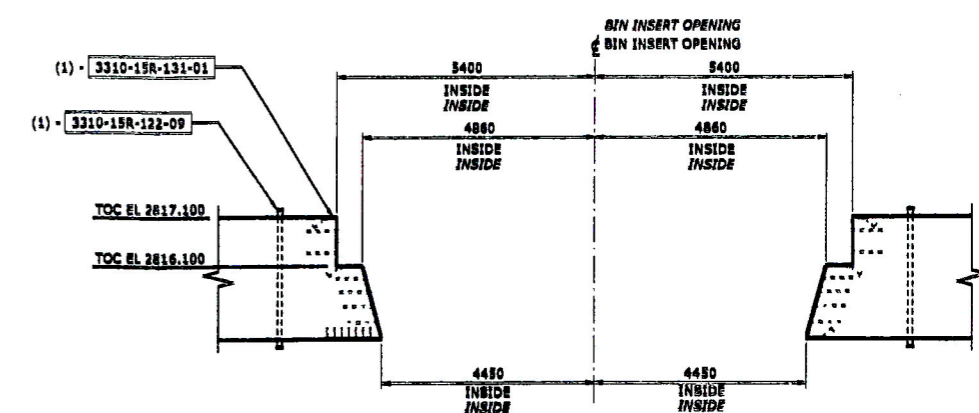 BIN INSERT OPENING
℄ BIN INSERT OPENING
(1) - 3310-15R-131-01
5400
5400
INSIDE
INSIDE
INSIDE
INSIDE
(1) - 3310-15R-122-09
4860
4860
INSIDE
INSIDE
INSIDE
INSIDE
TOC EL 2817.100
TOC EL 2816.100
4450
4450
INSIDE
INSIDE
INSIDE
INSIDE